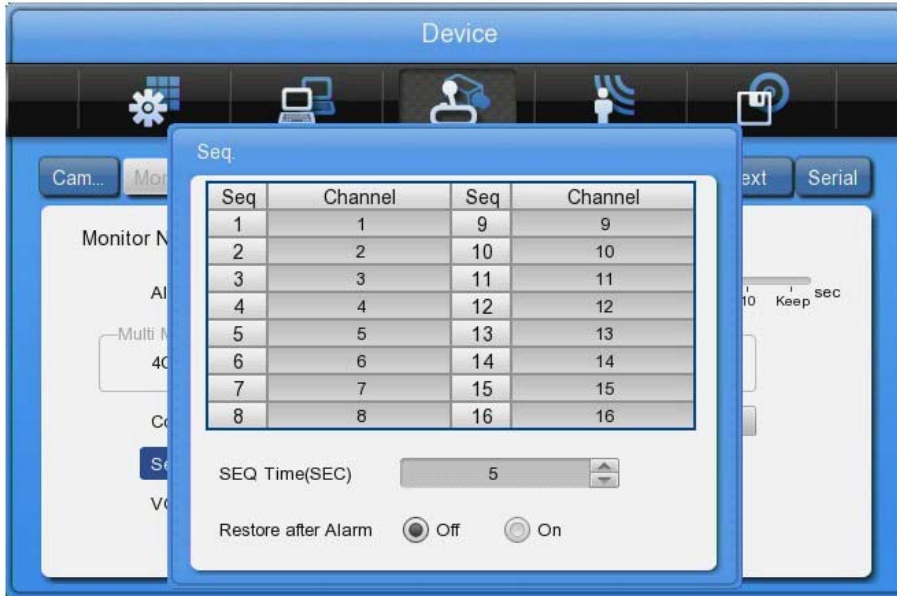 Device
Seq.
Cam... Mon ext Serial
Seq Channel Seq Channel
1 1 9 9
2 2 10 10
3 3 11 11
4 4 12 12
5 5 13 13
6 6 14 14
7 7 15 15
8 8 16 16
Monitor N
Al
10 Keep sec
Multi M
4C
Co
Se
VC
SEQ Time(SEC) 5
Restore after Alarm Off On